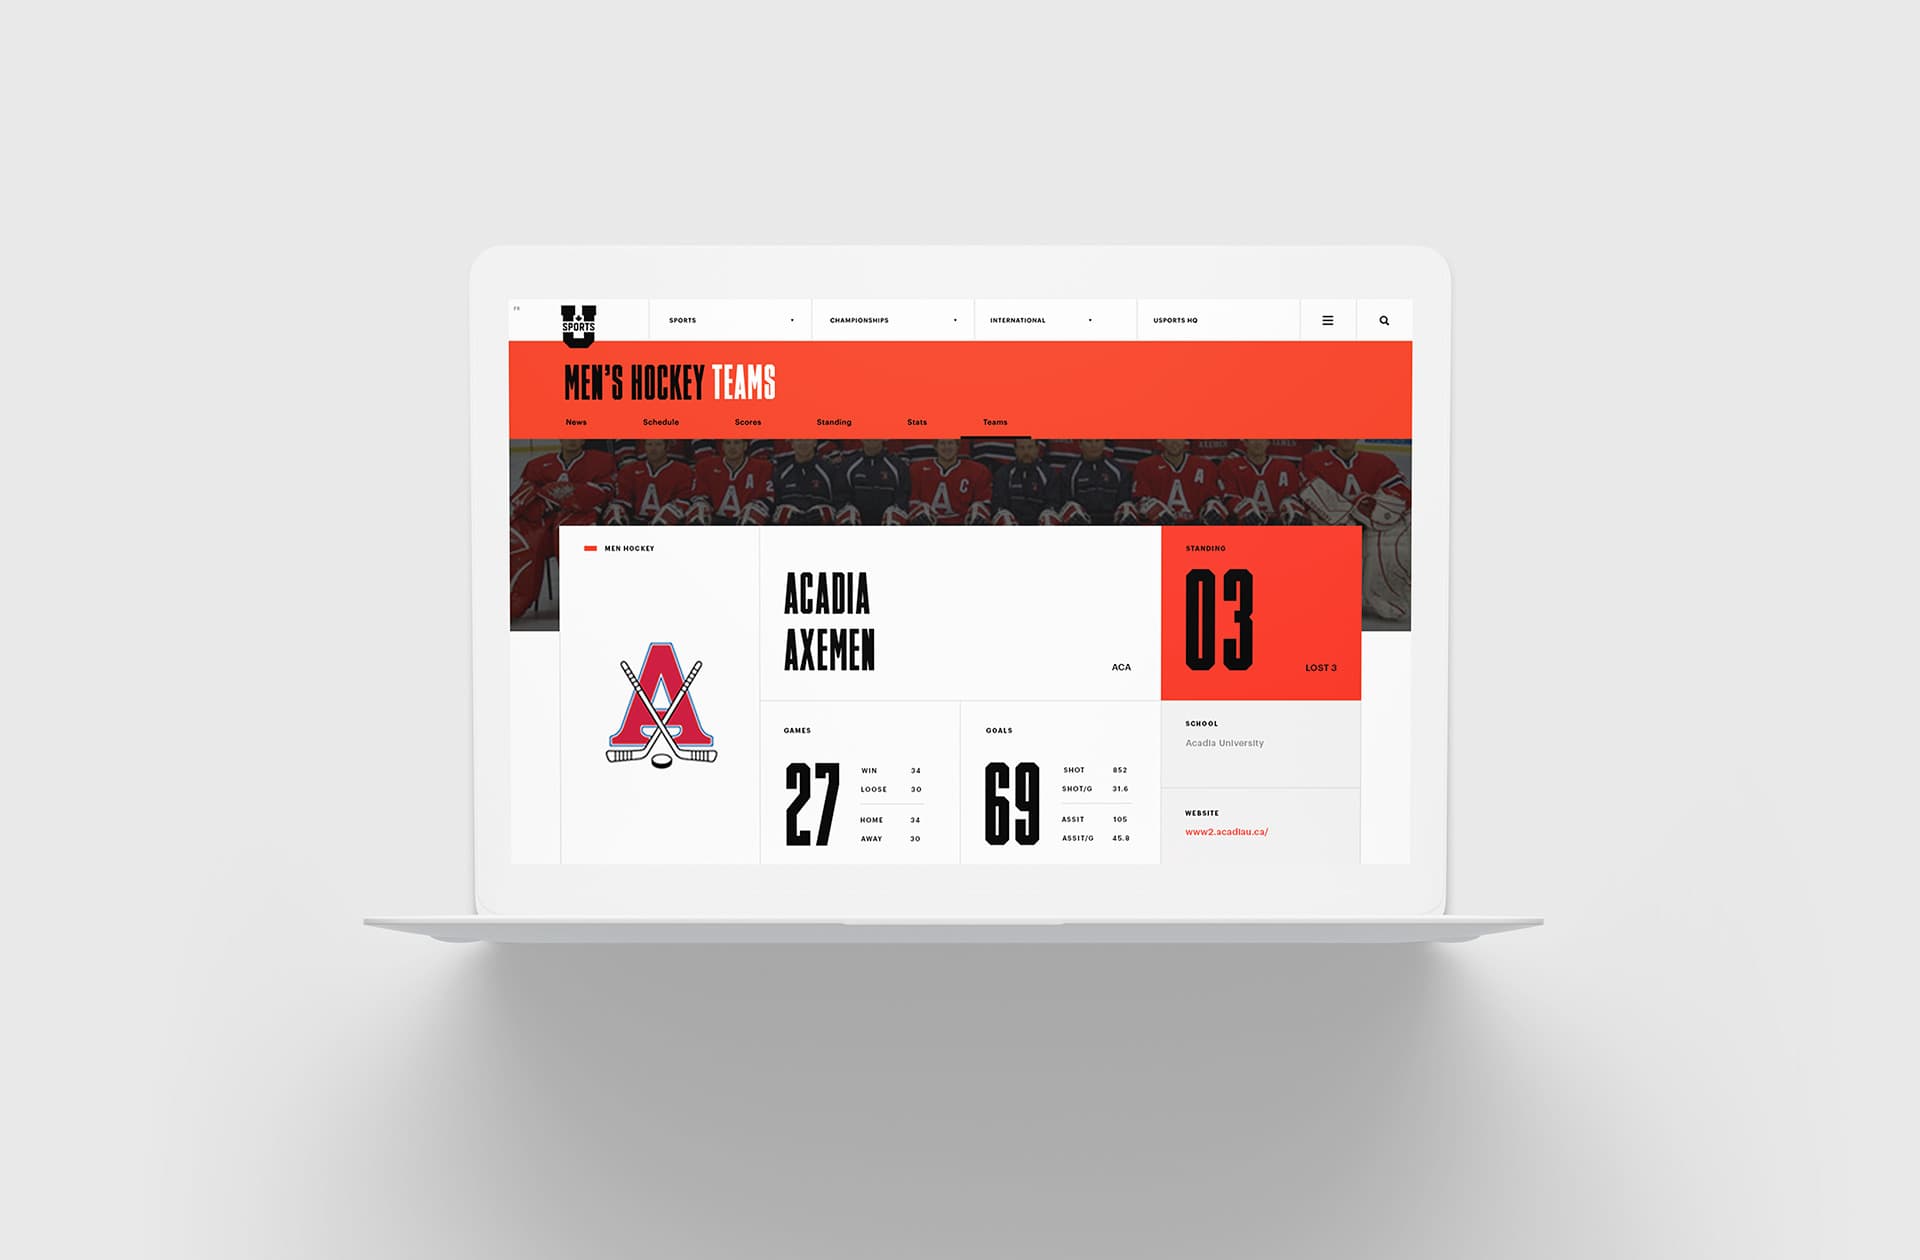 FR
U SPORTS
SPORTS
CHAMPIONSHIPS
INTERNATIONAL
USPORTS HQ
MEN'S HOCKEY TEAMS
News
Schedule
Scores
Standing
Stats
Teams
AXEMEN
A
A
A
A
C
A
A
A
A
A
MEN HOCKEY
A
ACADIA
AXEMEN
ACA
STANDING
03
LOST 3
GAMES
27
WIN 34
LOOSE 30
HOME 34
AWAY 30
GOALS
69
SHOT 852
SHOT/G 31.6
ASSIT 105
ASSIT/G 45.8
SCHOOL
Acadia University
WEBSITE
www2.acadiau.ca/